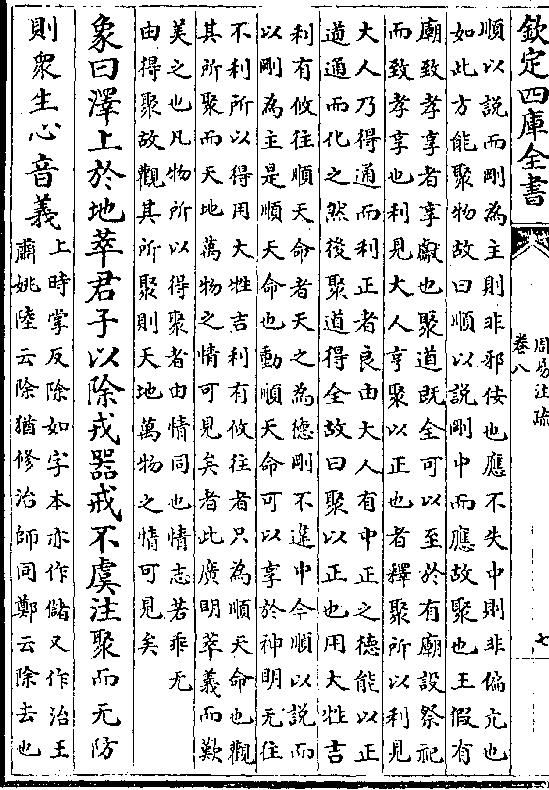 欽定四庫全書
周易注疏
卷八
七
順以說而剛為主則非邪佞也應不失中則非偏亢也
如此方能聚物故曰順以說剛中而應故聚也王假有
廟致孝享者享獻也聚道既全可以至於有廟設祭祀
而致孝享也利見大人亨聚以正也者釋聚所以利見
大人乃得通而利正者良由大人有中正之德能以正
道通而化之然後聚道得全故曰聚以正也用大牲吉
利有攸往順天命者天之為德剛不違中今順以說而
以剛為主是順天命也動順天命可以享於神明无往
不利所以得用大牲吉利有攸往者只為順天命也觀
其所聚而天地萬物之情可見矣者此廣明萃義而歎
美之也凡物所以得聚者由情同也情志若乖无
由得聚故觀其所聚則天地萬物之情可見矣
象曰澤上於地萃君子以除戎器戒不虞注聚而无防
則衆生心音義
上時掌反除如字本亦作儲又作治王
肅姚陸云除猶修治師同鄭云除去也